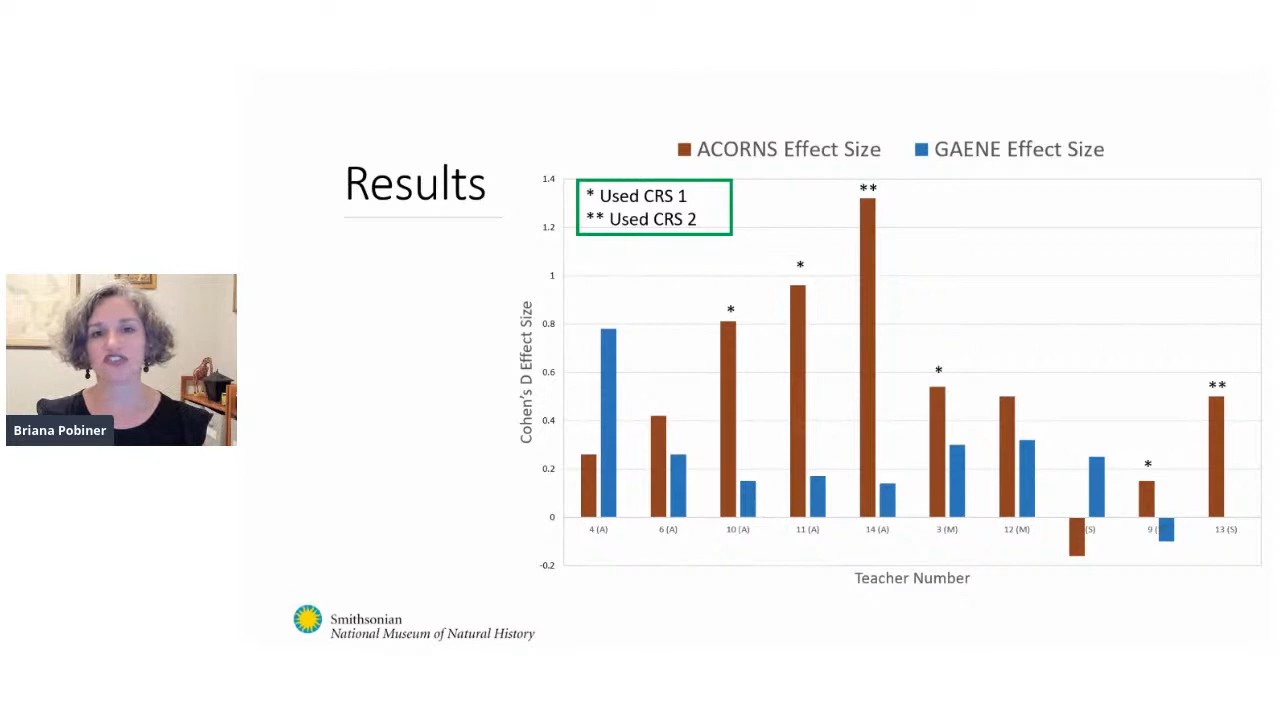 ACORNS Effect Size
GAENE Effect Size
Results
* Used CRS 1
** Used CRS 2
1.4
1.2
1
0.8
0.6
0.4
0.2
0
-0.2
Cohen's D Effect Size
*
*
**
*
*
**
4 (A)
6 (A)
10 (A)
11 (A)
14 (A)
3 (M)
12 (M)
(S)
9 (
13 (S)
Teacher Number
Briana Pobiner
Smithsonian
National Museum of Natural History